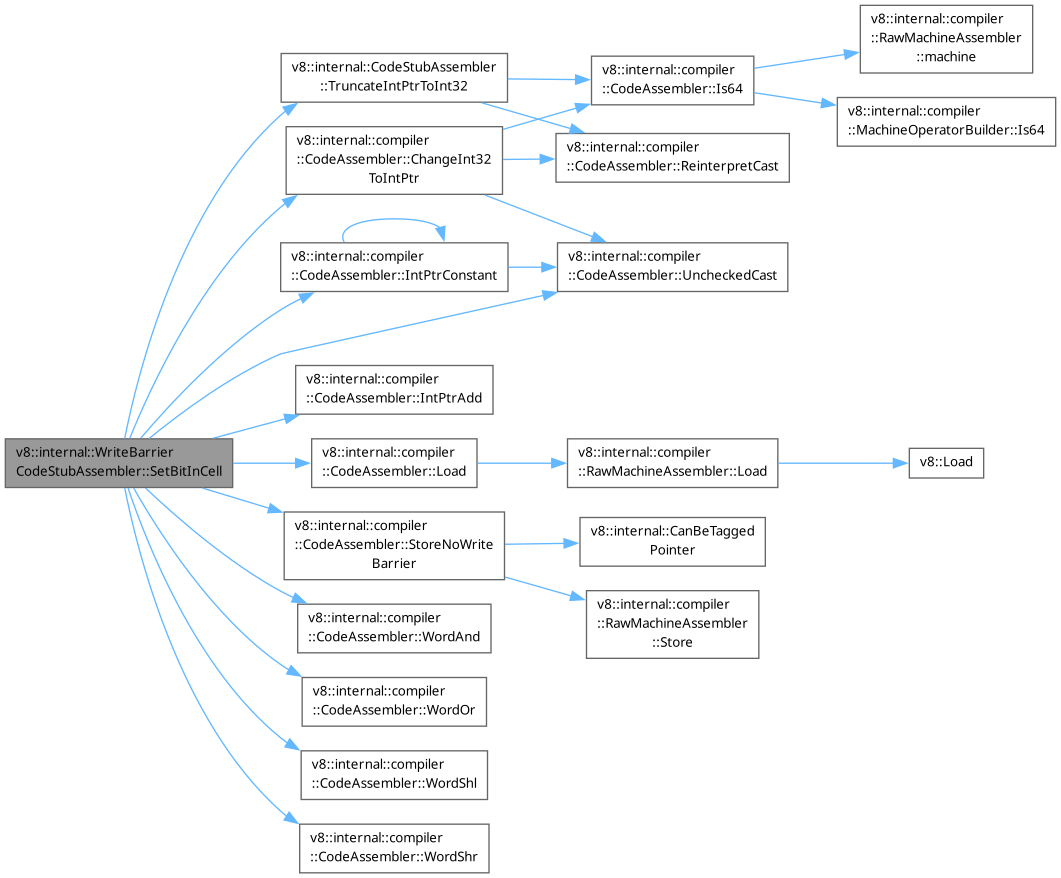 v8::internal::WriteBarrier
CodeStubAssembler::SetBitInCell
v8::internal::CodeStubAssembler
::TruncateIntPtrToInt32
v8::internal::compiler
::CodeAssembler::Is64
v8::internal::compiler
::RawMachineAssembler
::machine
v8::internal::compiler
::MachineOperatorBuilder::Is64
v8::internal::compiler
::CodeAssembler::ReinterpretCast
v8::internal::compiler
::CodeAssembler::ChangeInt32
ToIntPtr
v8::internal::compiler
::CodeAssembler::UncheckedCast
v8::internal::compiler
::CodeAssembler::IntPtrConstant
v8::internal::compiler
::CodeAssembler::IntPtrAdd
v8::internal::compiler
::CodeAssembler::Load
v8::internal::compiler
::RawMachineAssembler::Load
v8::Load
v8::internal::compiler
::CodeAssembler::StoreNoWrite
Barrier
v8::internal::CanBeTagged
Pointer
v8::internal::compiler
::RawMachineAssembler
::Store
v8::internal::compiler
::CodeAssembler::WordAnd
v8::internal::compiler
::CodeAssembler::WordOr
v8::internal::compiler
::CodeAssembler::WordShl
v8::internal::compiler
::CodeAssembler::WordShr